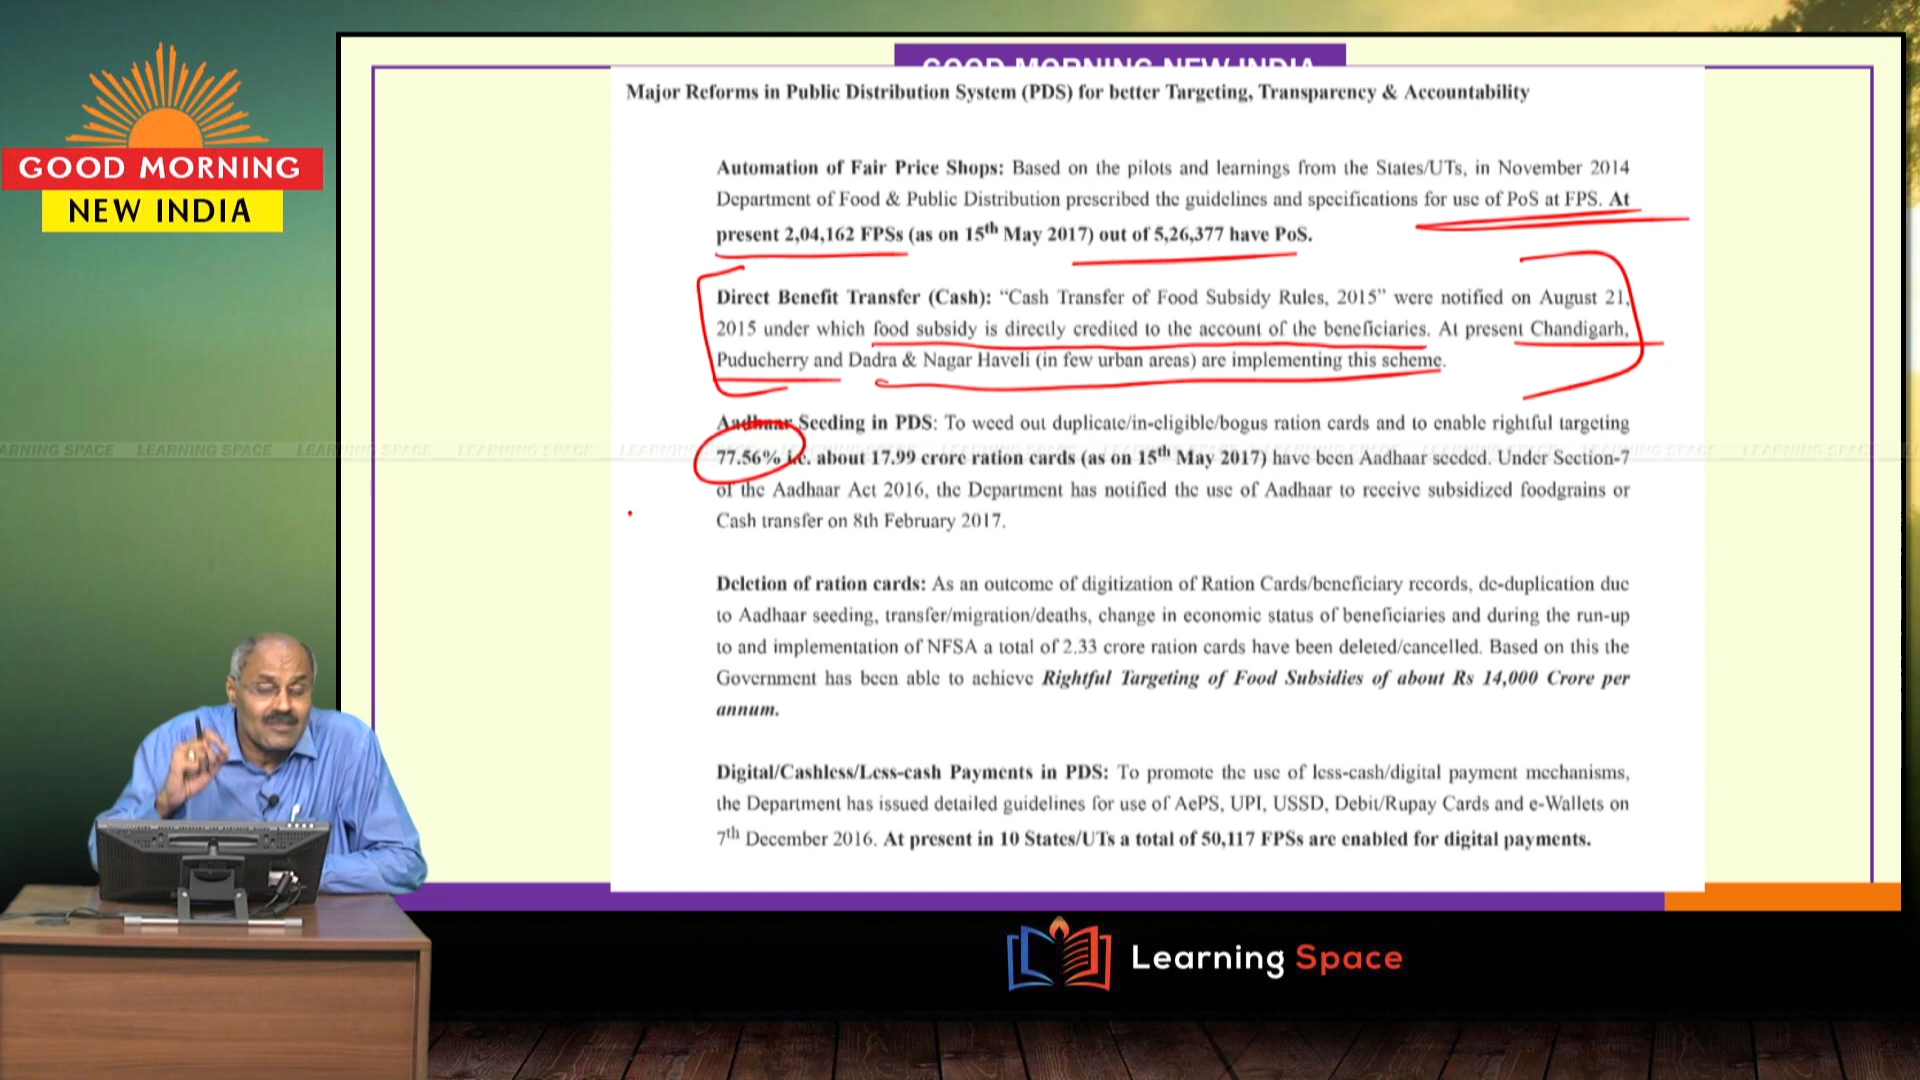 GOOD MORNING NEW INDIA
GOOD MORNING
NEW INDIA
Major Reforms in Public Distribution System (PDS) for better Targeting, Transparency & Accountability
Automation of Fair Price Shops: Based on the pilots and learnings from the States/UTs, in November 2014
Department of Food & Public Distribution prescribed the guidelines and specifications for use of PoS at FPS. At
present 2,04,162 FPSs (as on 15th May 2017) out of 5,26,377 have PoS.
Direct Benefit Transfer (Cash): “Cash Transfer of Food Subsidy Rules, 2015” were notified on August 21,
2015 under which food subsidy is directly credited to the account of the beneficiaries. At present Chandigarh,
Puducherry and Dadra & Nagar Haveli (in few urban areas) are implementing this scheme.
Aadhaar Seeding in PDS: To weed out duplicate/in-eligible/bogus ration cards and to enable rightful targeting
77.56% i.e. about 17.99 crore ration cards (as on 15th May 2017) have been Aadhaar seeded. Under Section-7
of the Aadhaar Act 2016, the Department has notified the use of Aadhaar to receive subsidized foodgrains or
Cash transfer on 8th February 2017.
Deletion of ration cards: As an outcome of digitization of Ration Cards/beneficiary records, de-duplication due
to Aadhaar seeding, transfer/migration/deaths, change in economic status of beneficiaries and during the run-up
to and implementation of NFSA a total of 2.33 crore ration cards have been deleted/cancelled. Based on this the
Government has been able to achieve Rightful Targeting of Food Subsidies of about Rs 14,000 Crore per
annum.
Digital/Cashless/Less-cash Payments in PDS: To promote the use of less-cash/digital payment mechanisms,
the Department has issued detailed guidelines for use of AePS, UPI, USSD, Debit/Rupay Cards and e-Wallets on
7th December 2016. At present in 10 States/UTs a total of 50,117 FPSs are enabled for digital payments.
Learning Space